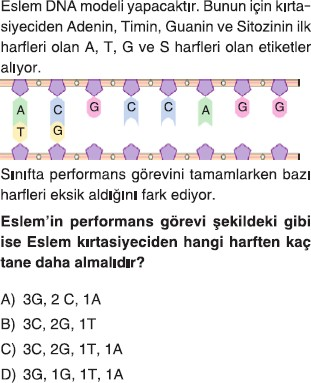 Eslem DNA modeli yapacaktır. Bunun için kırta-
siyeciden Adenin, Timin, Guanin ve Sitozinin ilk
harfleri olan A, T, G ve S harfleri olan etiketler
alıyor.
A C G C C A G G
T G
Sınıfta performans görevini tamamlarken bazı
harfleri eksik aldığını fark ediyor.
Eslem'in performans görevi şekildeki gibi
ise Eslem kırtasiyeciden hangi harften kaç
tane daha almalıdır?
A) 3G, 2 C, 1A
B) 3C, 2G, 1T
C) 3C, 2G, 1T, 1A
D) 3G, 1G, 1T, 1A